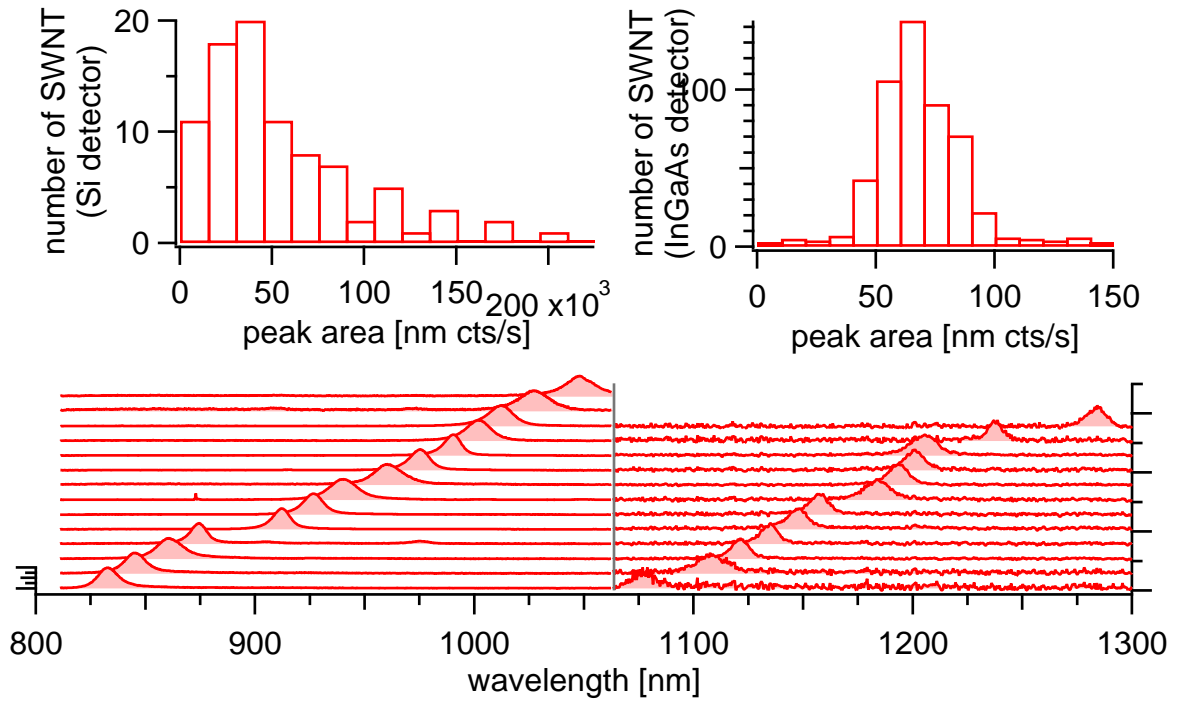 number of SWNT
(Si detector)
20
10
0
0 50 100 150 200 x10³
peak area [nm cts/s]
number of SWNT
(InGaAs detector)
100
0
0 50 100 150
peak area [nm cts/s]
800 900 1000 1100 1200 1300
wavelength [nm]